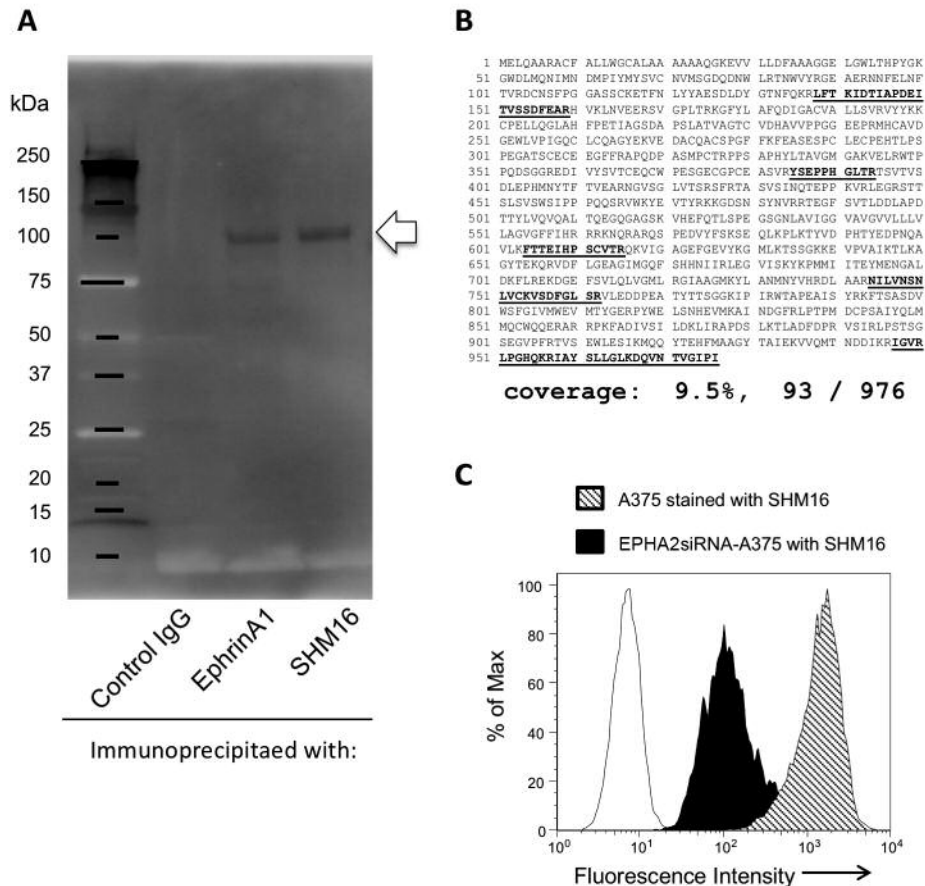 A
kDa
250
150
100
75
50
37
25
20
15
10
Control IgG
EphrinA1
SHM16
Immunoprecipitaed with:
B
1 MELQAARACF ALLWGCALAA AAAAQGKEVV LLDFAAAGGE LGWLTHPYGK
51 GWDLMQNIMN DMPIYMYSVC NVMSGDQDNW LRTNWVYRGE AERNNFELNF
101 TVRDCNSFPG GASSCKETFN LYYAESDLDY GTNFQKRLFT KIDTIAPDEI
151 TVSSDFEARH VKLNVEERSV GPLTRKGFYL AFQDIGACVA LLSVRVYYKK
201 CPELLQGLAH FPETIAGSDA PSLATVAGTC VDHAVVPPGG EEPRMHCAVD
251 GEWLVPIGQC LCQAGYEKVE DACQACSPGF FKFEASESPC LECPEHTLPS
301 PEGATSCECE EGFFRAPQDP ASMPCTRPPS APHYLTAVGM GAKVELRWTP
351 PQDSGGREDI VYSVTCEQCW PESGECGPCE ASVRYSEPPH GLTRTSVTVS
401 DLEPHMNYTF TVEARNGVSG LVTSRSFRTA SVSINQTEPP KVRLEGRSTT
451 SLSVSWSIPP PQQSRVWKYE VTYRKKGDSN SYNVRRTEGF SVTLDDLAPD
501 TTYLVQVQAL TQEGQGAGSK VHEFQTLSPE GSGNLAVIGG VAVGVVLLLV
551 LAGVGFFIHR RRKNQRARQS PEDVYFSKSE QLKPLKTYVD PHTYEDPNQA
601 VLKFTTEIHP SCVTRQKVIG AGEFGEVYKG MLKTSSGKKE VPVAIKTLKA
651 GYTEKQRVDF LGEAGIMGQF SHHNIIRLEG VISKYKPMMI ITEYMENGAL
701 DKFLREKDGE FSVLQLVGML RGIAAGMKYL ANMNYVHRDL AARNILVNSN
751 LVCKVSDFGL SRVLEDDPEA TYTTSGGKIP IRWTAPEAIS YRKFTSASDV
801 WSFGIVMWEV MTYGERPYWE LSNHEVMKAI NDGFRLPTPM DCPSAIYQLM
851 MQCWQQERAR RPKFADIVSI LDKLIRAPDS LKTLADFDPR VSIRLPSTSG
901 SEGVPFRTVS EWLESIKMQQ YTEHFMAAGY TAIEKVVQMT NDDIKRIGVR
951 LPGHQKRIAY SLLGLKDQVN TVGIPI
coverage: 9.5%, 93 / 976
C
A375 stained with SHM16
EPHA2siRNA-A375 with SHM16
% of Max
100
80
60
40
20
0
10^0 10^1 10^2 10^3 10^4
Fluorescence Intensity